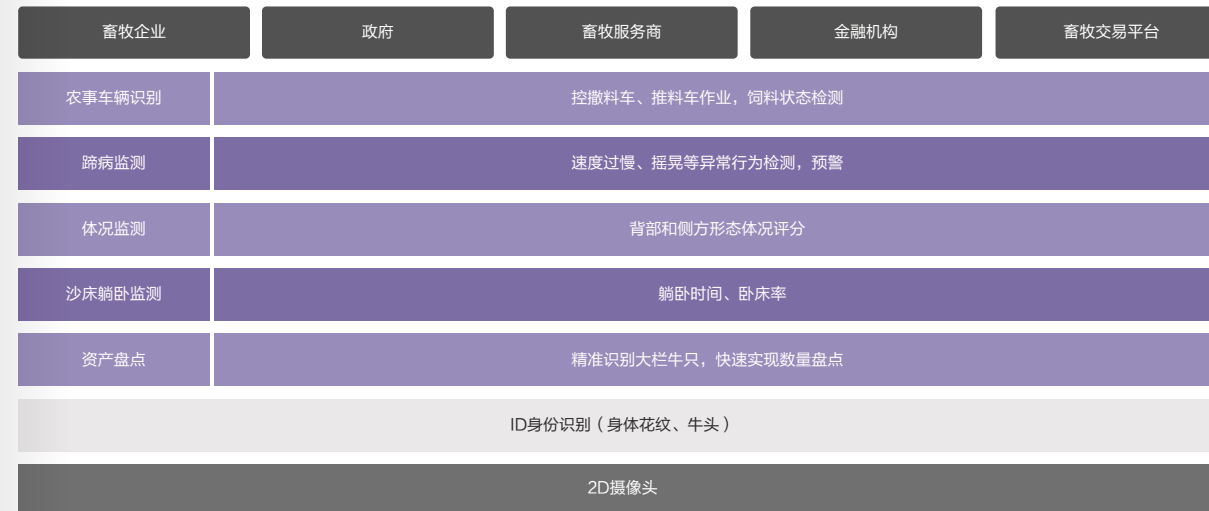 畜牧企业
政府
畜牧服务商
金融机构
畜牧交易平台
农事车辆识别
控撒料车、推料车作业，饲料状态检测
蹄病监测
速度过慢、摇晃等异常行为检测，预警
体况监测
背部和侧方形态体况评分
沙床躺卧监测
躺卧时间、卧床率
资产盘点
精准识别大栏牛只，快速实现数量盘点
ID身份识别（身体花纹、牛头）
2D摄像头